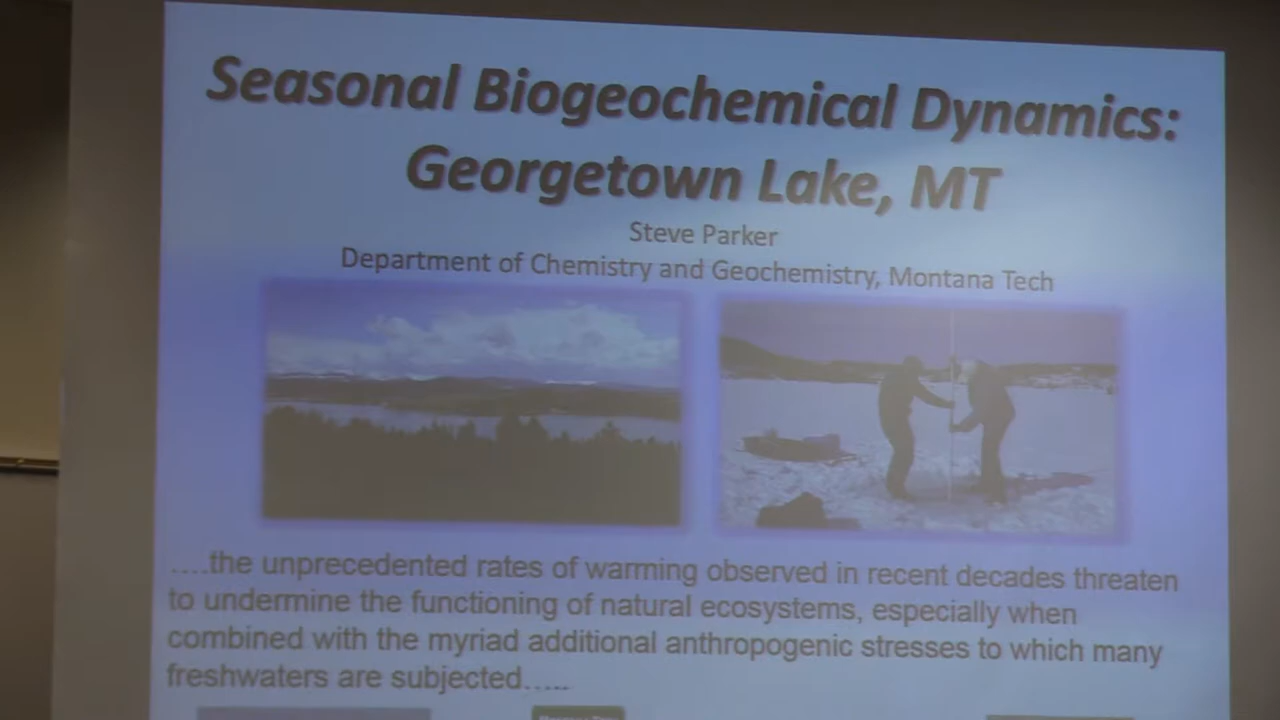 Seasonal Biogeochemical Dynamics:
Georgetown Lake, MT
Steve Parker
Department of Chemistry and Geochemistry, Montana Tech
.....the unprecedented rates of warming observed in recent decades threaten
to undermine the functioning of natural ecosystems, especially when
combined with the myriad additional anthropogenic stresses to which many
freshwaters are subjected…..